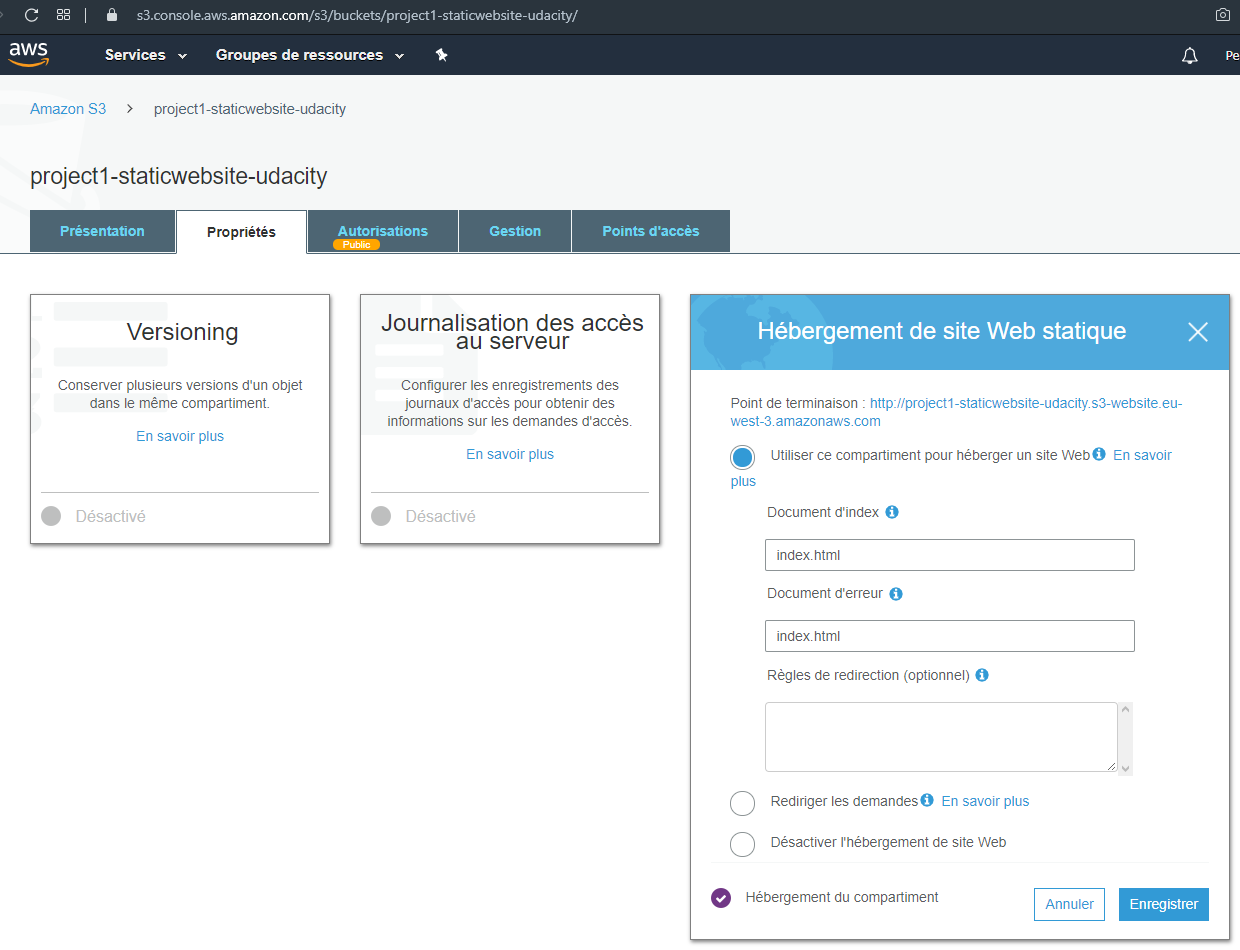 s3.console.aws.amazon.com/s3/buckets/project1-staticwebsite-udacity/
aws
Services
Groupes de ressources
Pe
Amazon S3 > project1-staticwebsite-udacity
project1-staticwebsite-udacity
Présentation
Propriétés
Autorisations
Public
Gestion
Points d'accès
Versioning
Conserver plusieurs versions d'un objet
dans le même compartiment.
En savoir plus
Désactivé
Journalisation des accès
au serveur
Configurer les enregistrements des
journaux d'accès pour obtenir des
informations sur les demandes d'accès.
En savoir plus
Désactivé
Hébergement de site Web statique
Point de terminaison : http://project1-staticwebsite-udacity.s3-website.eu-
west-3.amazonaws.com
Utiliser ce compartiment pour héberger un site Web En savoir
plus
Document d'index
index.html
Document d'erreur
index.html
Règles de redirection (optionnel)
Rediriger les demandes En savoir plus
Désactiver l'hébergement de site Web
Hébergement du compartiment
Annuler
Enregistrer